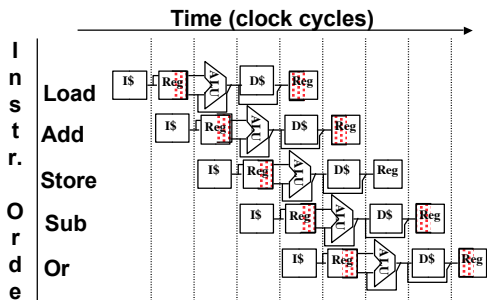 Time (clock cycles)
I
n
s
t
r.
O
r
d
e
Load
I$ Reg ALU D$ Reg
Add
I$ Reg ALU D$ Reg
Store
I$ Reg ALU D$ Reg
Sub
I$ Reg ALU D$ Reg
Or
I$ Reg ALU D$ Reg